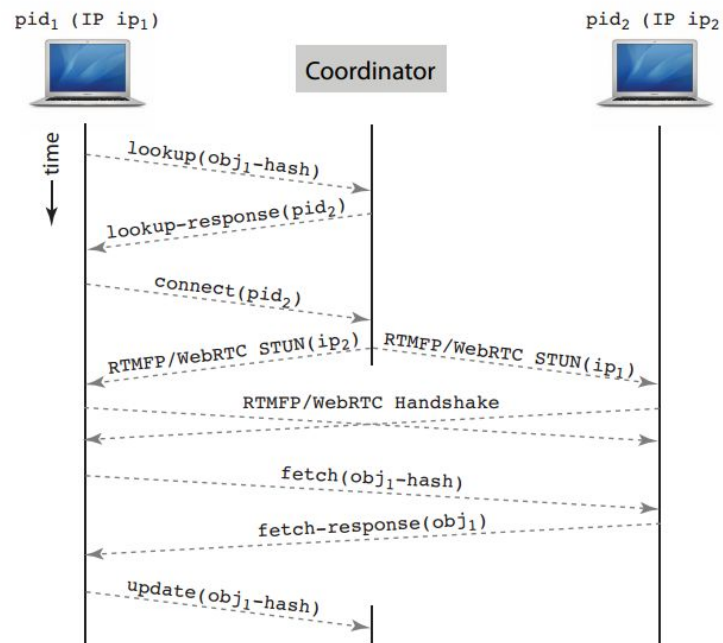 pid₁ (IP ip₁)
pid₂ (IP ip₂
Coordinator
time
lookup(obj₁-hash)
lookup-response(pid₂)
connect(pid₂)
RTMFP/WebRTC STUN(ip₂)
RTMFP/WebRTC STUN(ip₁)
RTMFP/WebRTC Handshake
fetch(obj₁-hash)
fetch-response(obj₁)
update(obj₁-hash)